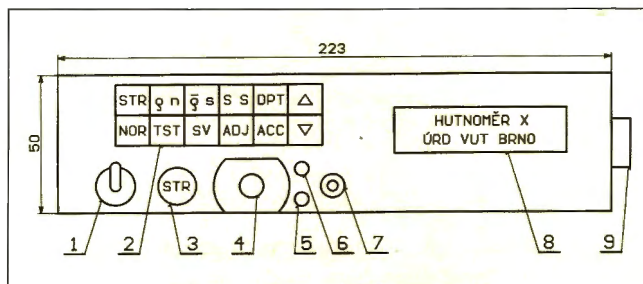 223
50
STR ϱ n ϱ̄ s S S DPT △
NOR TST SV ADJ ACC ▽
HUTNOMĚR X
ÚRD VUT BRNO
STR
1 2 3 4 5 6 7 8 9